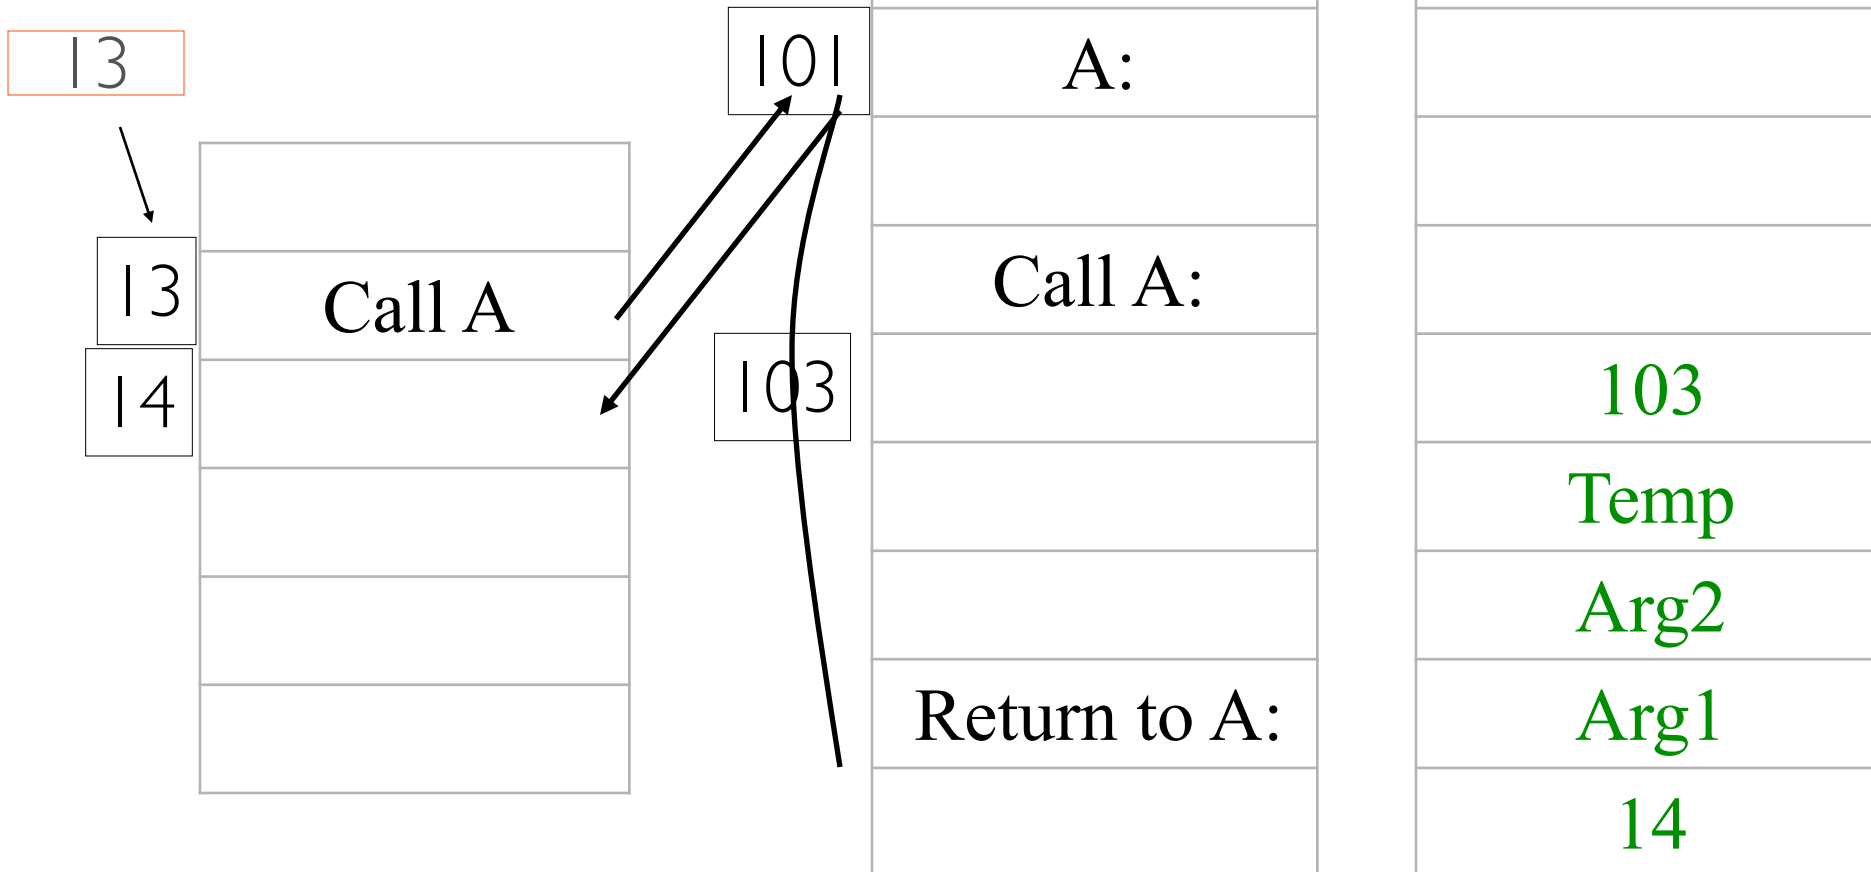 13
13
14
Call A
101
103
A:
Call A:
Return to A:
103
Temp
Arg2
Arg1
14